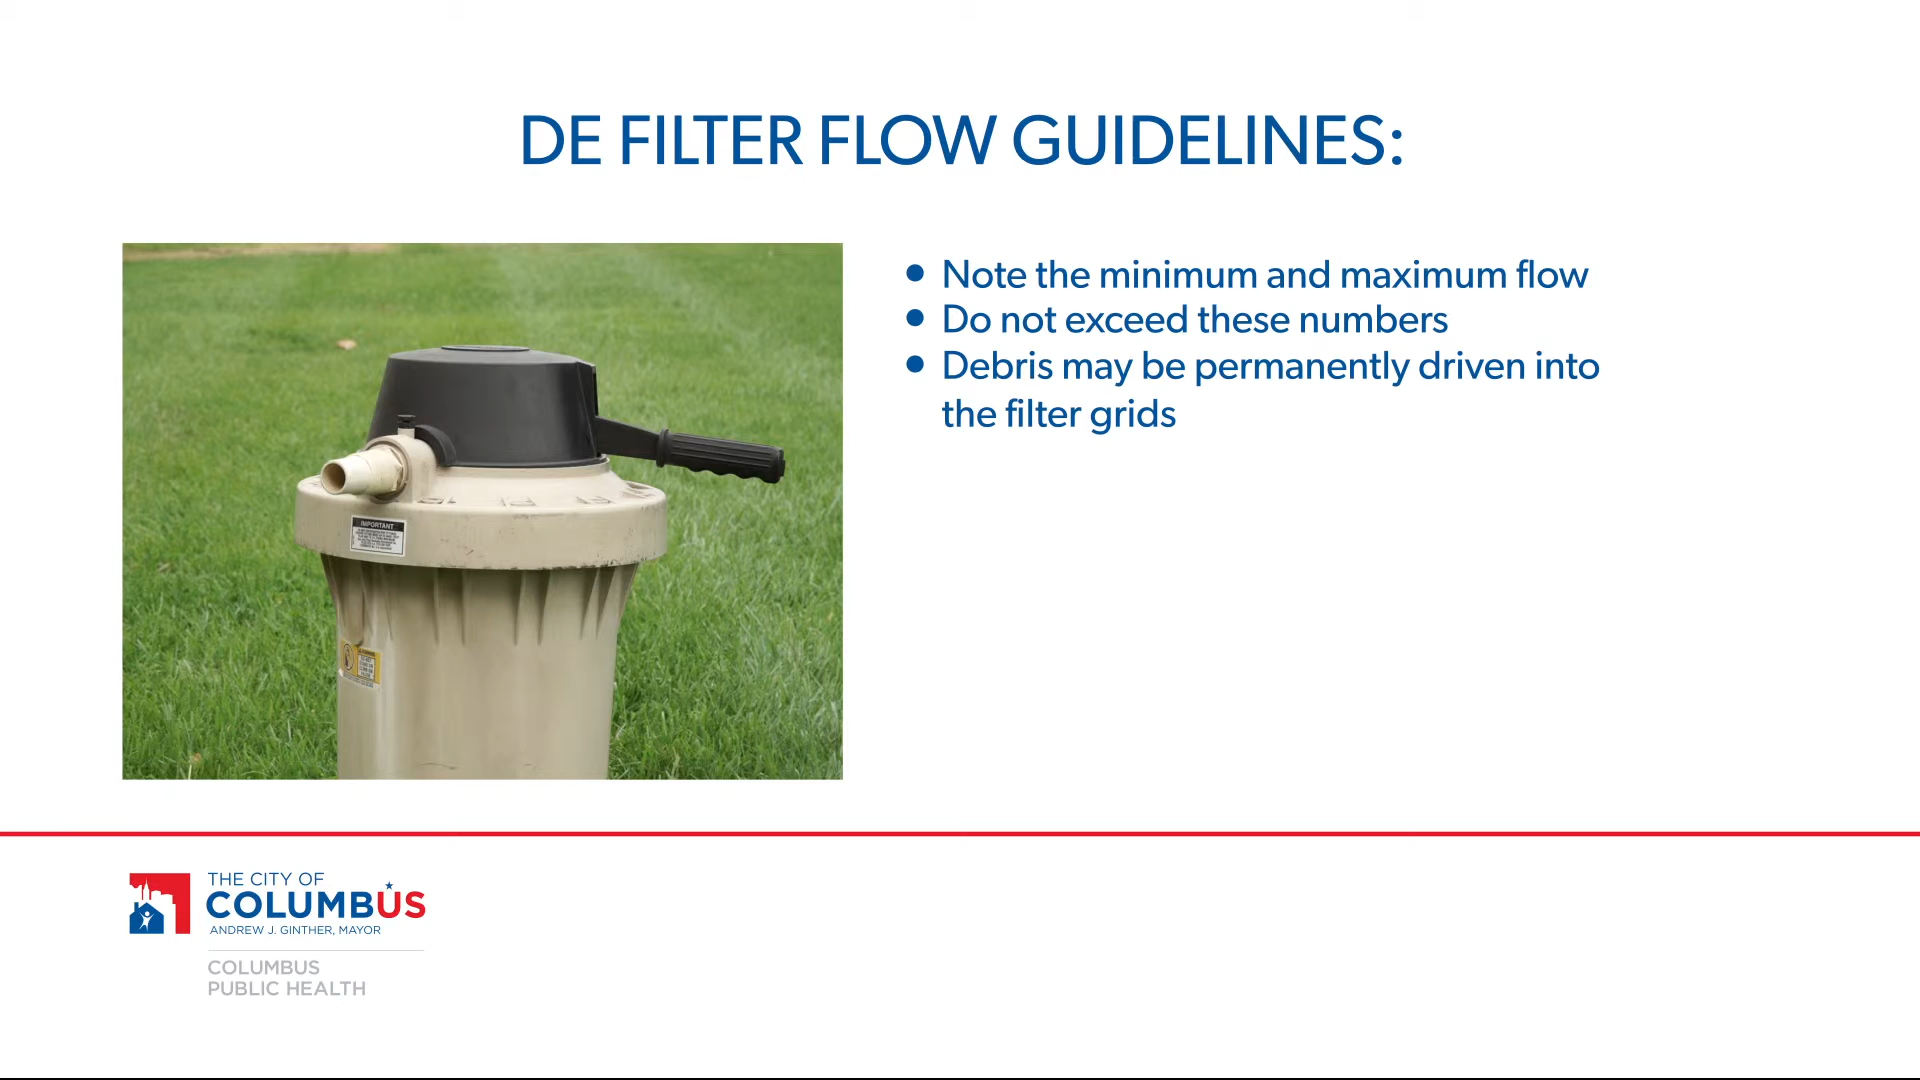 DE FILTER FLOW GUIDELINES:
• Note the minimum and maximum flow
• Do not exceed these numbers
• Debris may be permanently driven into
the filter grids
IMPORTANT
THE CITY OF
COLUMBUS
ANDREW J. GINTHER, MAYOR
COLUMBUS
PUBLIC HEALTH